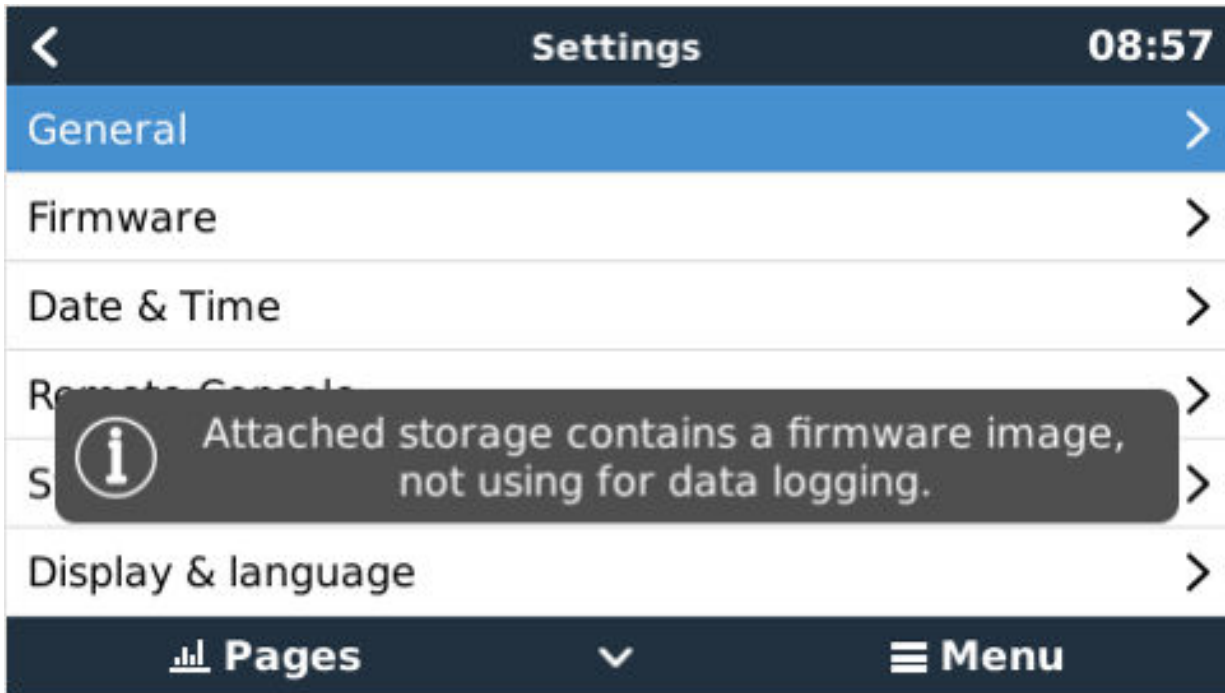 Settings
08:57
General
Firmware
Date & Time
Attached storage contains a firmware image,
not using for data logging.
Display & language
Pages
Menu